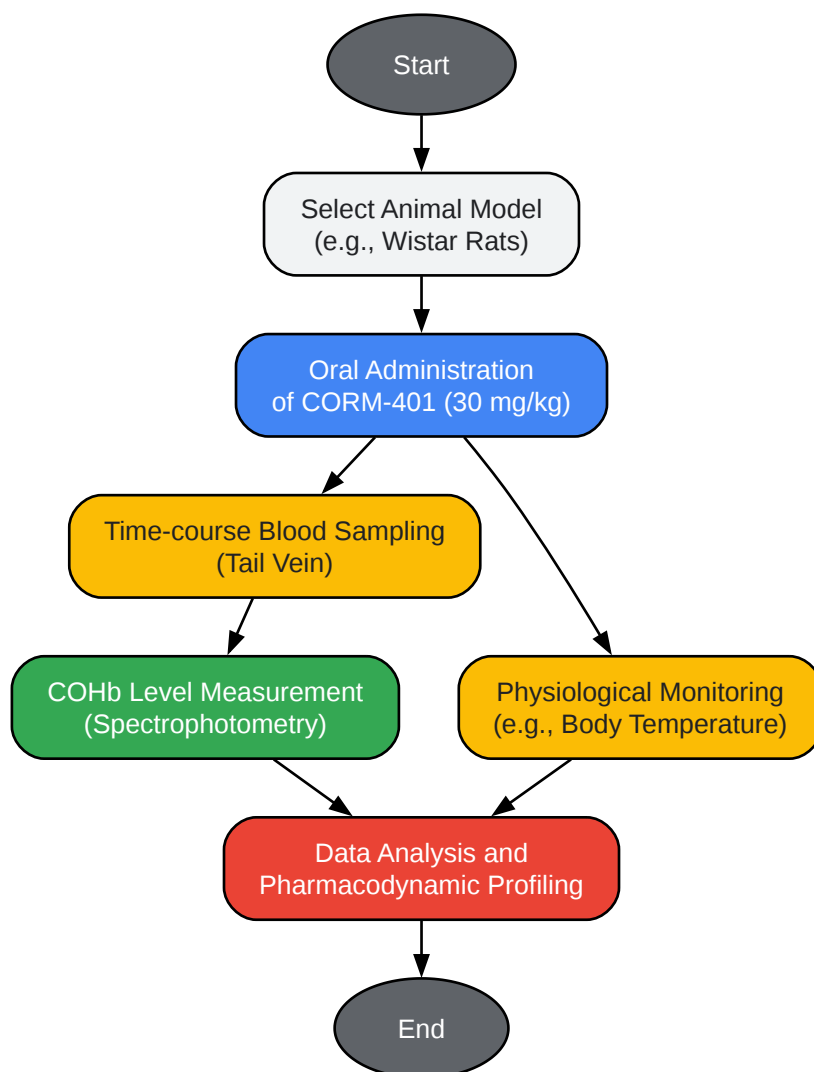 Start
Select Animal Model
(e.g., Wistar Rats)
Oral Administration
of CORM-401 (30 mg/kg)
Time-course Blood Sampling
(Tail Vein)
COHb Level Measurement
(Spectrophotometry)
Physiological Monitoring
(e.g., Body Temperature)
Data Analysis and
Pharmacodynamic Profiling
End